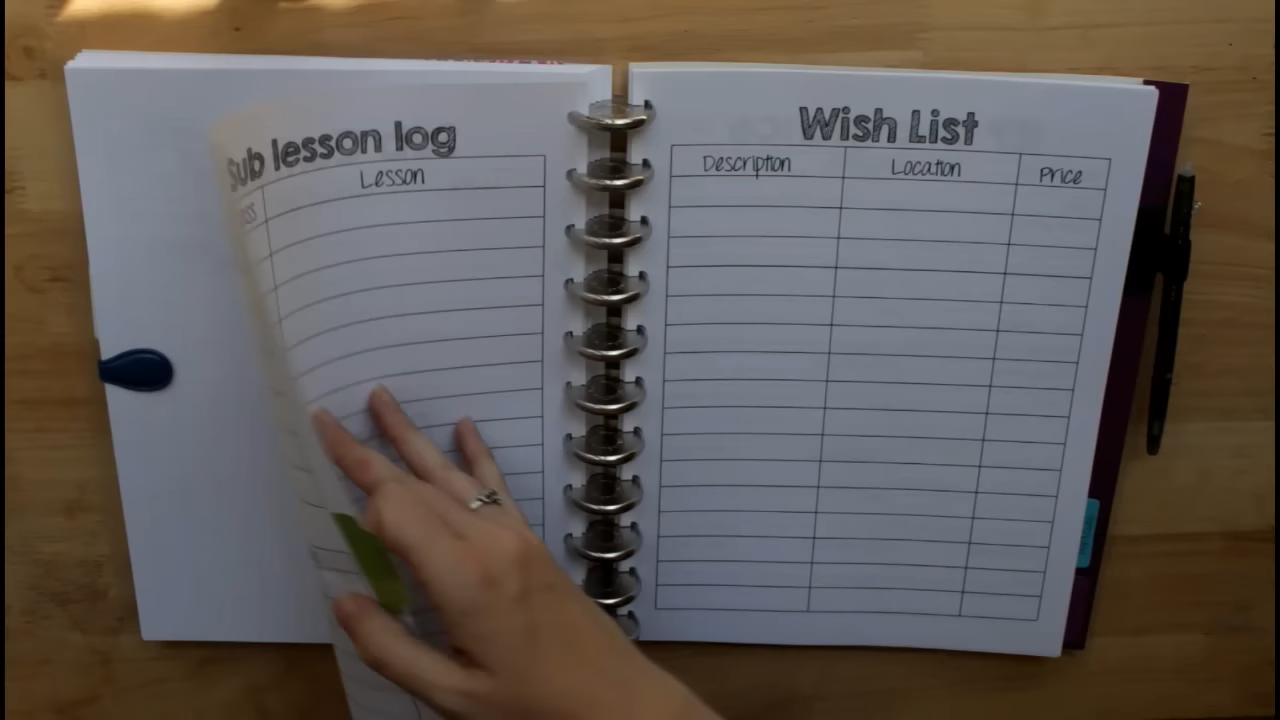 Sub lesson log
Lesson
Wish List
Description Location Price